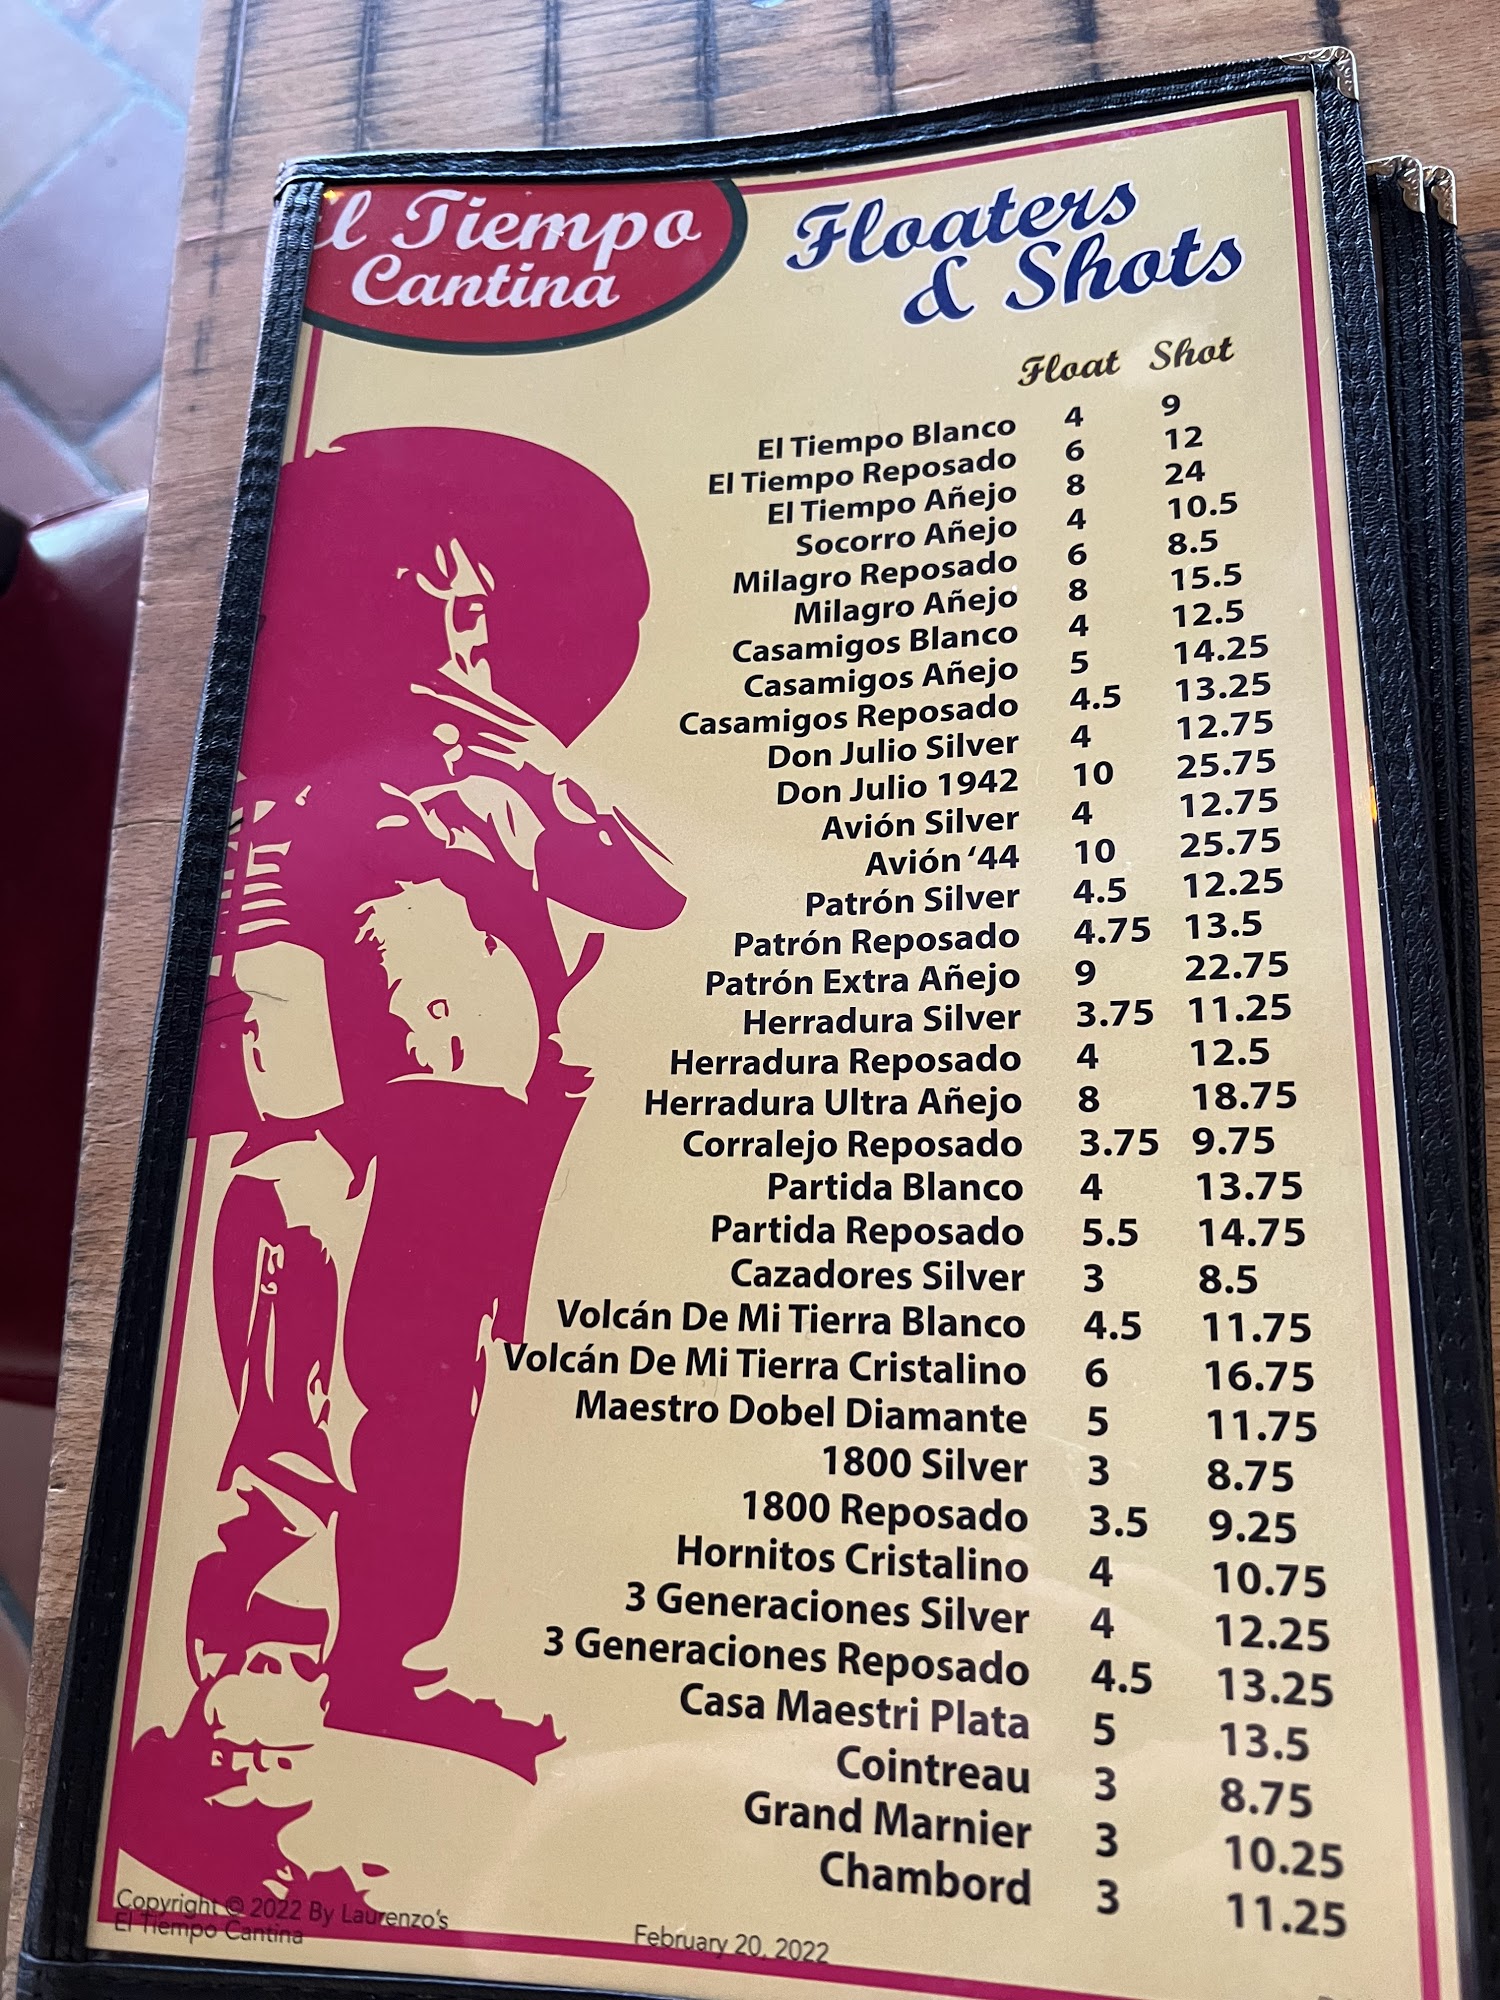 l Tiempo
Cantina
Floaters
& Shots
Float Shot
El Tiempo Blanco 4 9
El Tiempo Reposado 6 12
El Tiempo Añejo 8 24
Socorro Añejo 4 10.5
Milagro Reposado 6 8.5
Milagro Añejo 8 15.5
Casamigos Blanco 4 12.5
Casamigos Añejo 5 14.25
Casamigos Reposado 4.5 13.25
Don Julio Silver 4 12.75
Don Julio 1942 10 25.75
Avión Silver 4 12.75
Avión ‘44 10 25.75
Patrón Silver 4.5 12.25
Patrón Reposado 4.75 13.5
Patrón Extra Añejo 9 22.75
Herradura Silver 3.75 11.25
Herradura Reposado 4 12.5
Herradura Ultra Añejo 8 18.75
Corralejo Reposado 3.75 9.75
Partida Blanco 4 13.75
Partida Reposado 5.5 14.75
Cazadores Silver 3 8.5
Volcán De Mi Tierra Blanco 4.5 11.75
Volcán De Mi Tierra Cristalino 6 16.75
Maestro Dobel Diamante 5 11.75
1800 Silver 3 8.75
1800 Reposado 3.5 9.25
Hornitos Cristalino 4 10.75
3 Generaciones Silver 4 12.25
3 Generaciones Reposado 4.5 13.25
Casa Maestri Plata 5 13.5
Cointreau 3 8.75
Grand Marnier 3 10.25
Chambord 3 11.25
Copyright © 2022 By Laurenzo's
El Tiempo Cantina
February 20, 2022